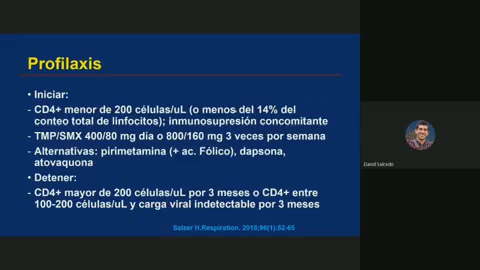 Profilaxis
• Iniciar:
- CD4+ menor de 200 células/uL (o menos del 14% del
conteo total de linfocitos); inmunosupresión concomitante
- TMP/SMX 400/80 mg día o 800/160 mg 3 veces por semana
- Alternativas: pirimetamina (+ ac. Fólico), dapsona,
atovaquona
• Detener:
- CD4+ mayor de 200 células/uL por 3 meses o CD4+ entre
100-200 células/uL y carga viral indetectable por 3 meses
Salzer H.Respiration. 2018;96(1):52-65
David Salcedo